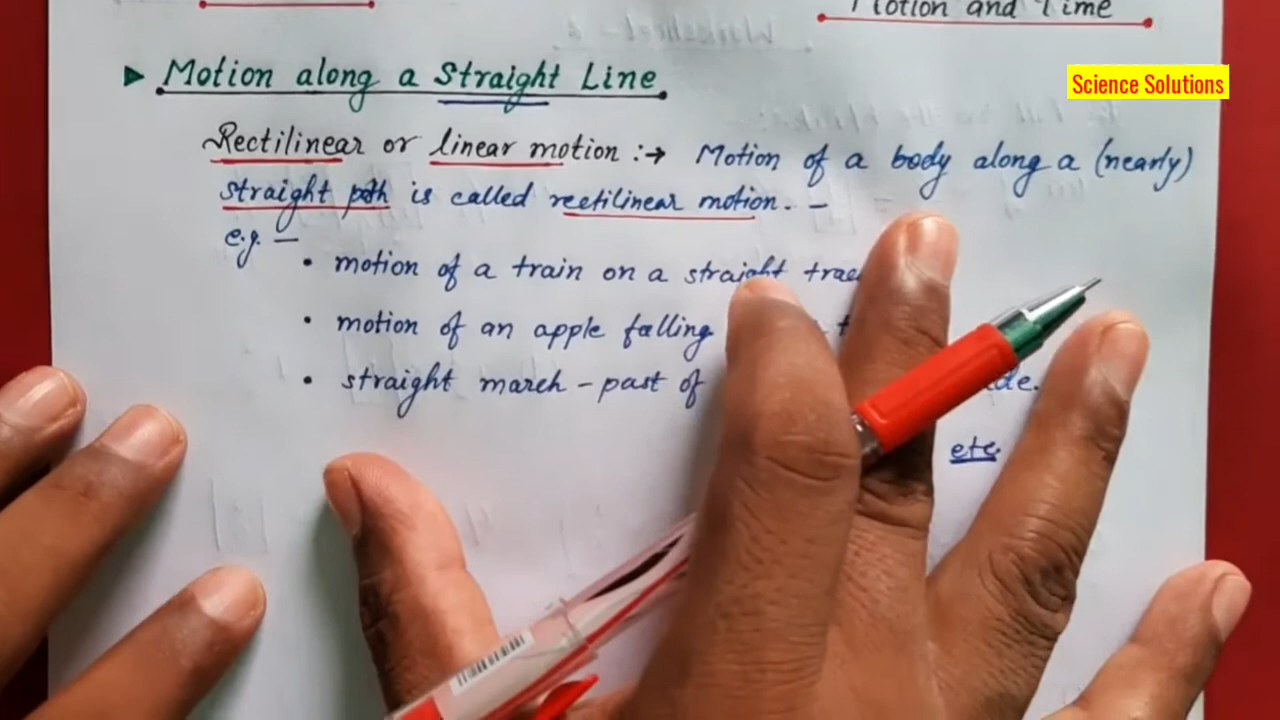 Motion and Time
Science Solutions
▶ Motion along a Straight Line
Rectilinear or linear motion :→ Motion of a body along a (nearly)
straight path is called rectilinear motion. –
e.g. –
• motion of a train on a straight
• motion of an apple falling
• straight march - past of
etc.